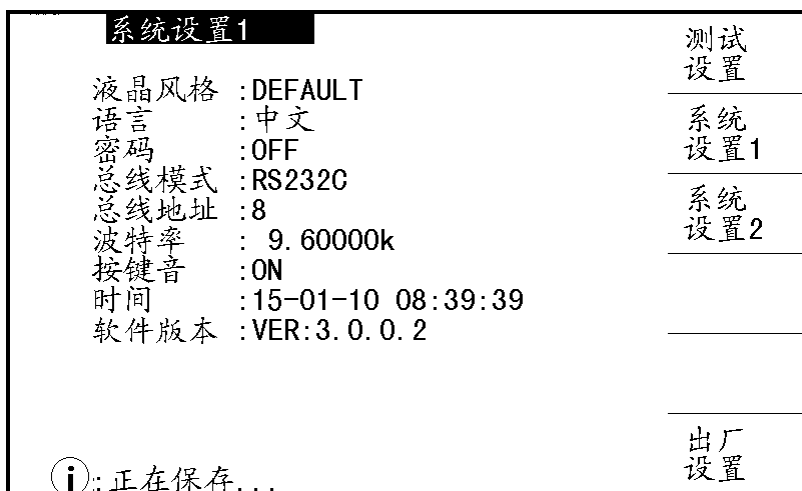 系统设置1
液晶风格 :DEFAULT
语言 :中文
密码 :OFF
总线模式 :RS232C
总线地址 :8
波特率 : 9.60000k
按键音 :ON
时间 :15-01-10 08:39:39
软件版本 :VER:3.0.0.2
i:正在保存...
测试
设置
系统
设置1
系统
设置2
出厂
设置